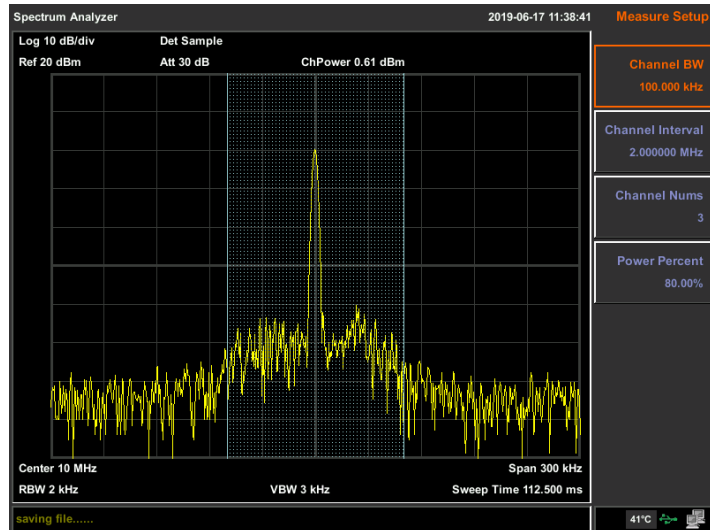 Spectrum Analyzer 2019-06-17 11:38:41 Measure Setup
Log 10 dB/div Det Sample
Ref 20 dBm Att 30 dB ChPower 0.61 dBm
Channel BW
100.000 kHz
Channel Interval
2.000000 MHz
Channel Nums
3
Power Percent
80.00%
Center 10 MHz Span 300 kHz
RBW 2 kHz VBW 3 kHz Sweep Time 112.500 ms
saving file...... 41°C